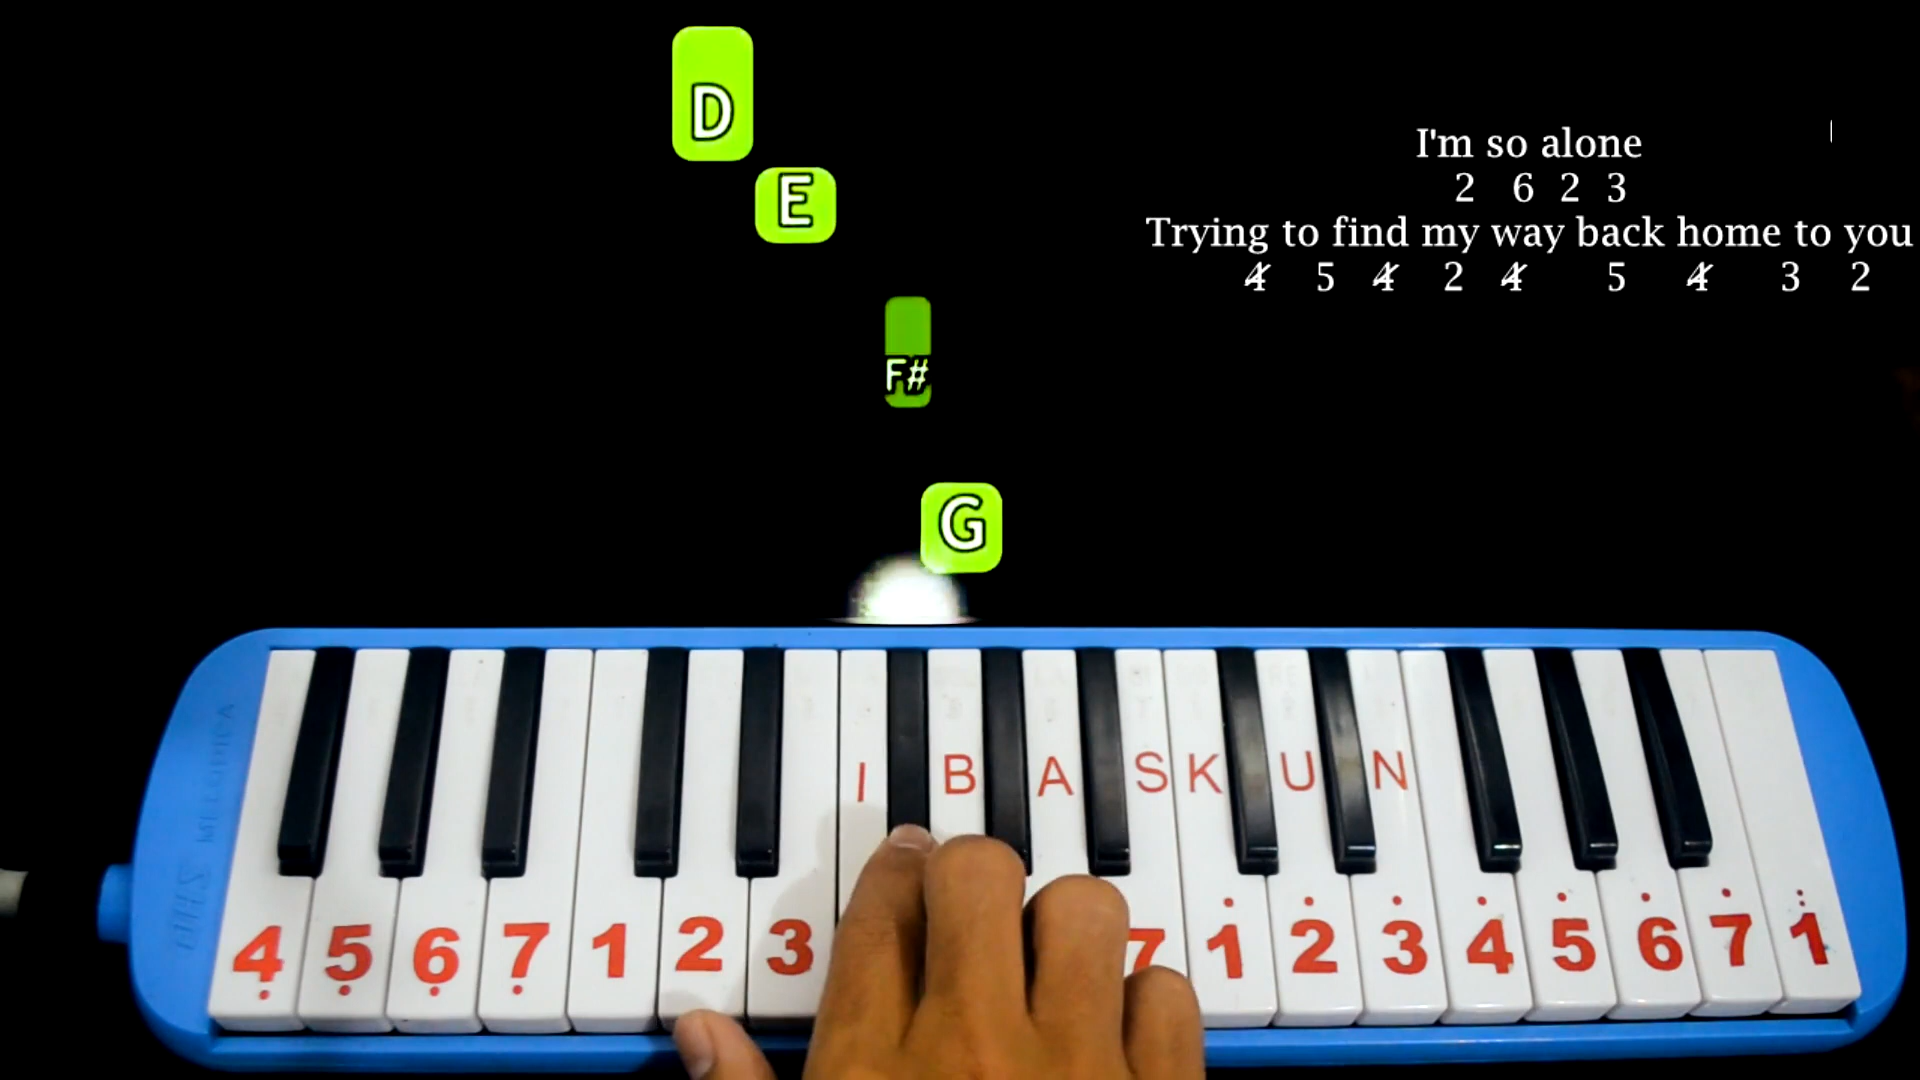 D
E
F#
G
I'm so alone
2 6 2 3
Trying to find my way back home to you
4̸ 5 4̸ 2 4̸ 5 4̸ 3 2
I B A S K U N
4 5 6 7 1 2 3 7 1 2 3 4 5 6 7 1
MELODICA